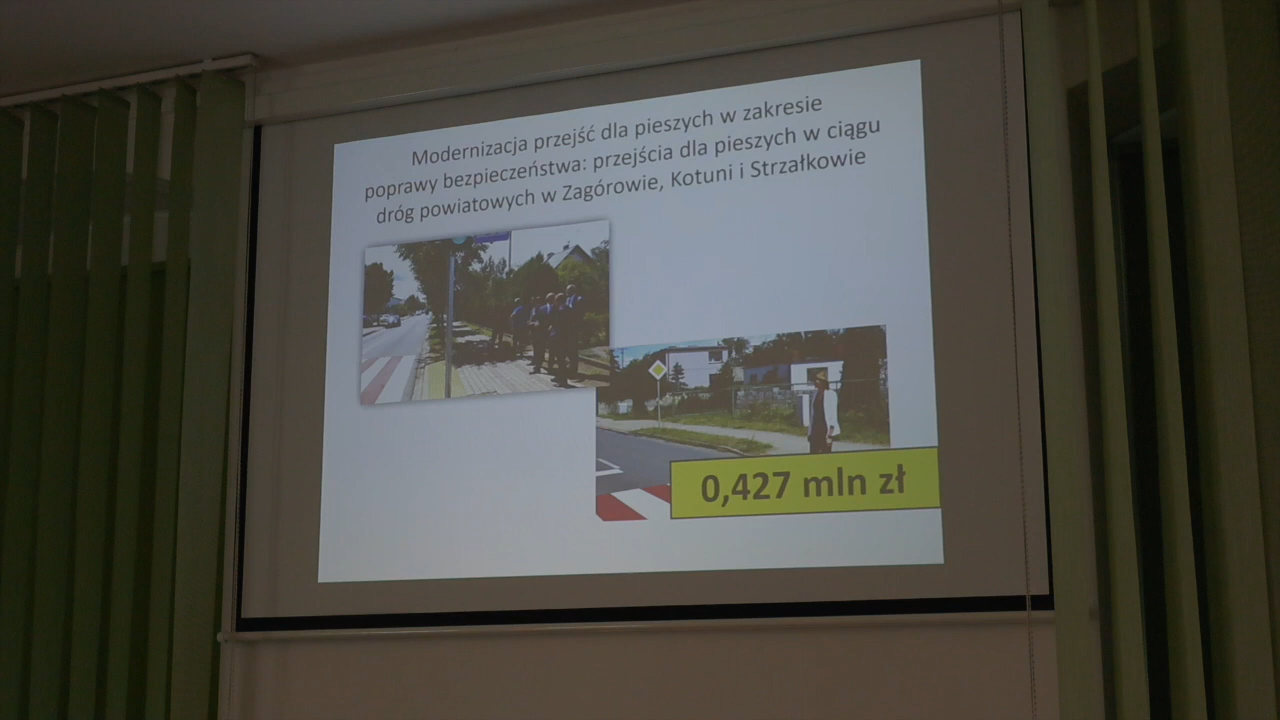 Modernizacja przejść dla pieszych w zakresie
poprawy bezpieczeństwa: przejścia dla pieszych w ciągu
dróg powiatowych w Zagórowie, Kotuni i Strzałkowie
0,427 mln zł